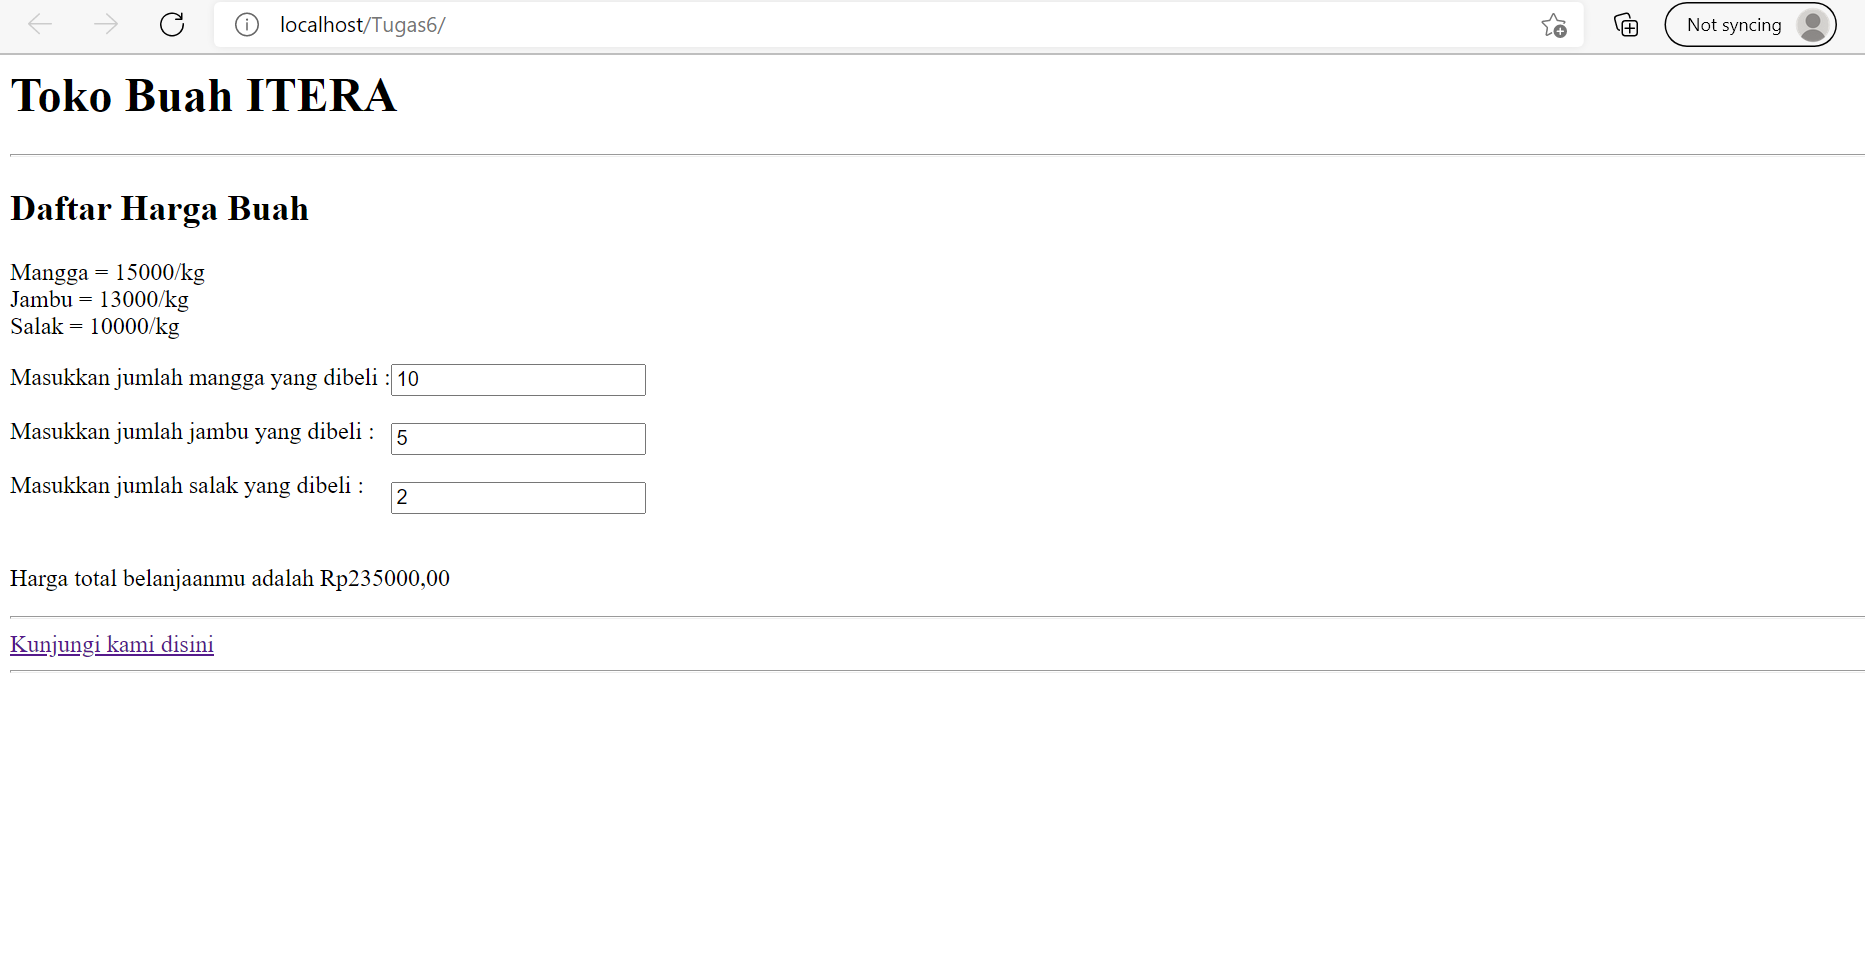 localhost/Tugas6/
Not syncing
Toko Buah ITERA
Daftar Harga Buah
Mangga = 15000/kg
Jambu = 13000/kg
Salak = 10000/kg
Masukkan jumlah mangga yang dibeli : 10
Masukkan jumlah jambu yang dibeli : 5
Masukkan jumlah salak yang dibeli : 2
Harga total belanjaanmu adalah Rp235000,00
Kunjungi kami disini